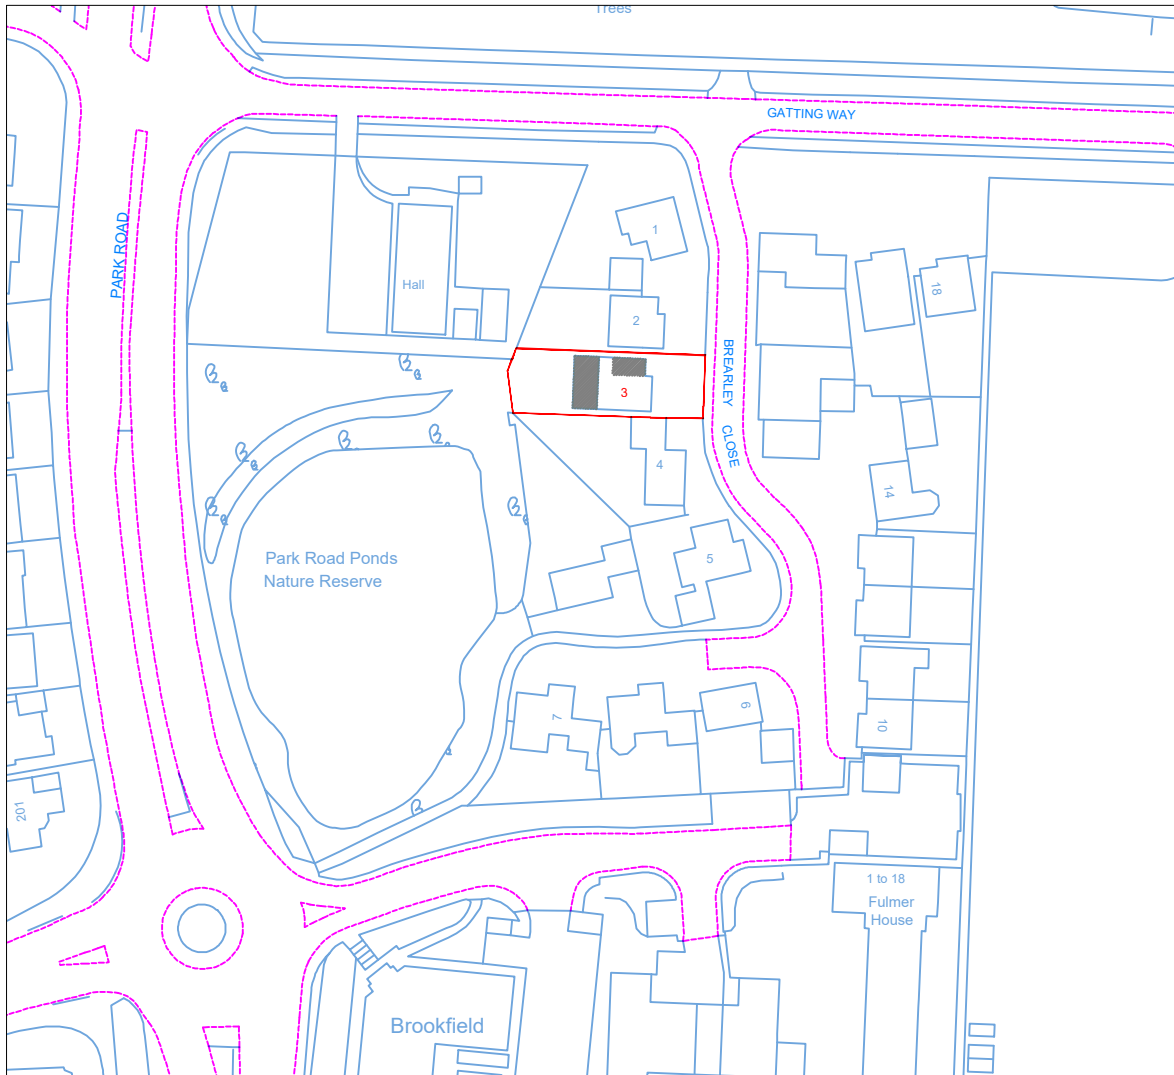 Trees
GATTING WAY
PARK ROAD
1
Hall
18
2
BREARLEY CLOSE
3
4
14
Park Road Ponds
Nature Reserve
5
7
6
10
201
1 to 18
Fulmer
House
Brookfield